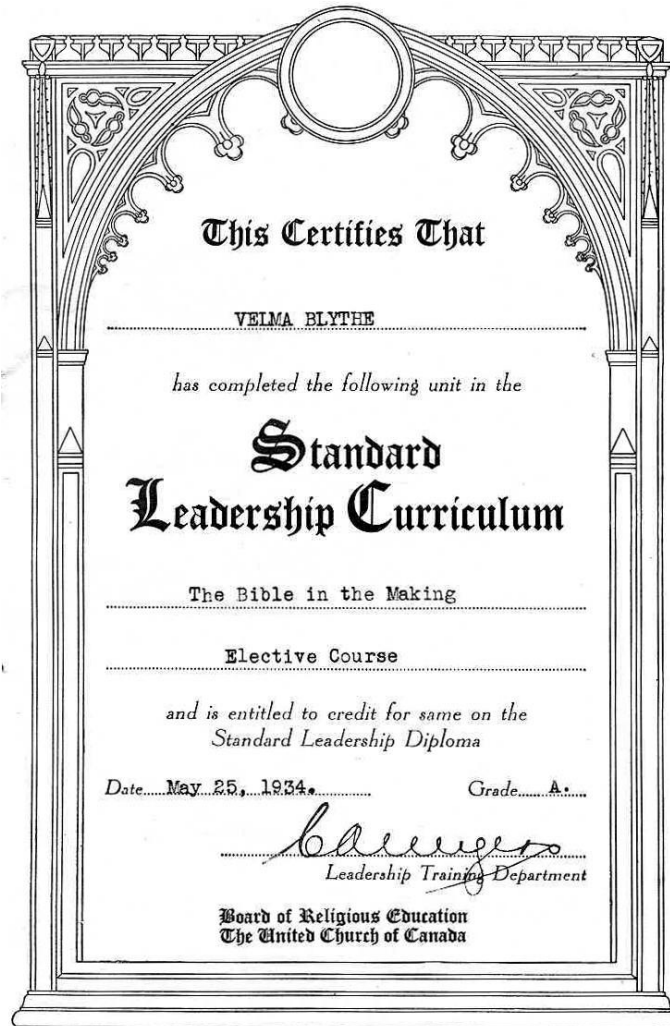 This Certifies That
VELMA BLYTHE
has completed the following unit in the
Standard
Leadership Curriculum
The Bible in the Making
Elective Course
and is entitled to credit for same on the
Standard Leadership Diploma
Date May 25, 1934. Grade A.
Leadership Training Department
Board of Religious Education
The United Church of Canada